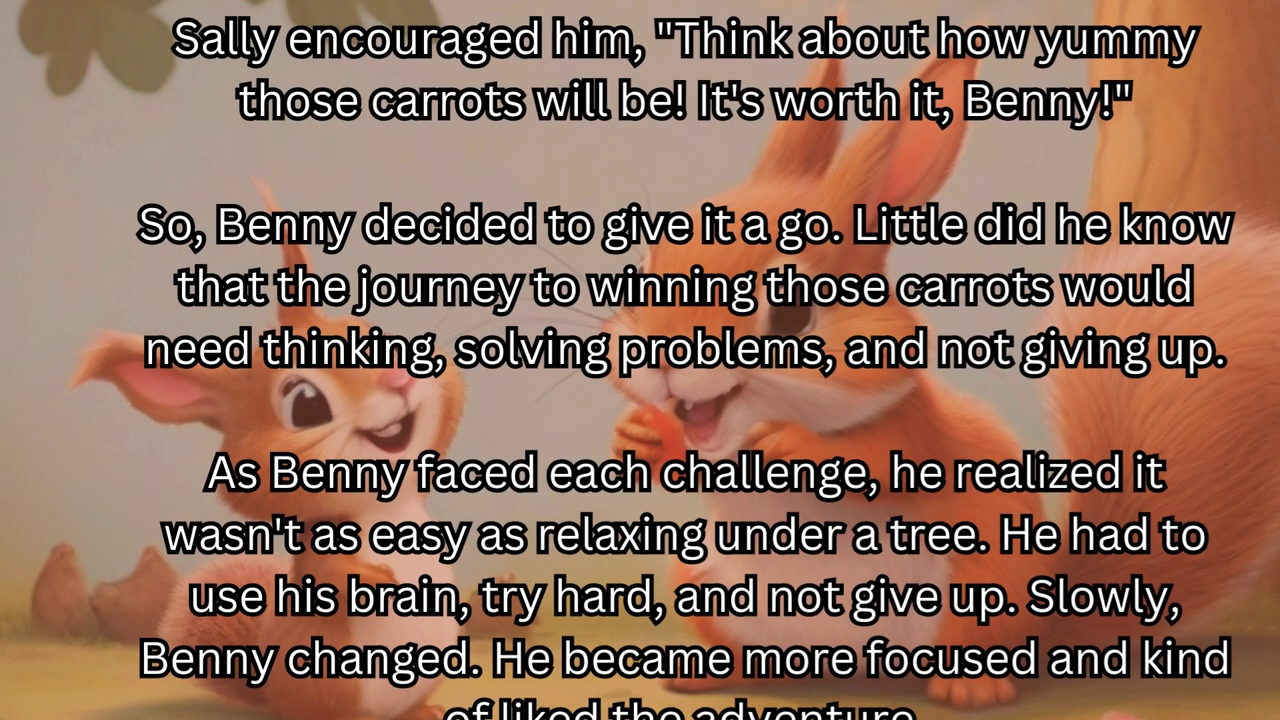 Sally encouraged him, "Think about how yummy
those carrots will be! It's worth it, Benny!"
So, Benny decided to give it a go. Little did he know
that the journey to winning those carrots would
need thinking, solving problems, and not giving up.
As Benny faced each challenge, he realized it
wasn't as easy as relaxing under a tree. He had to
use his brain, try hard, and not give up. Slowly,
Benny changed. He became more focused and kind
of liked the adventure